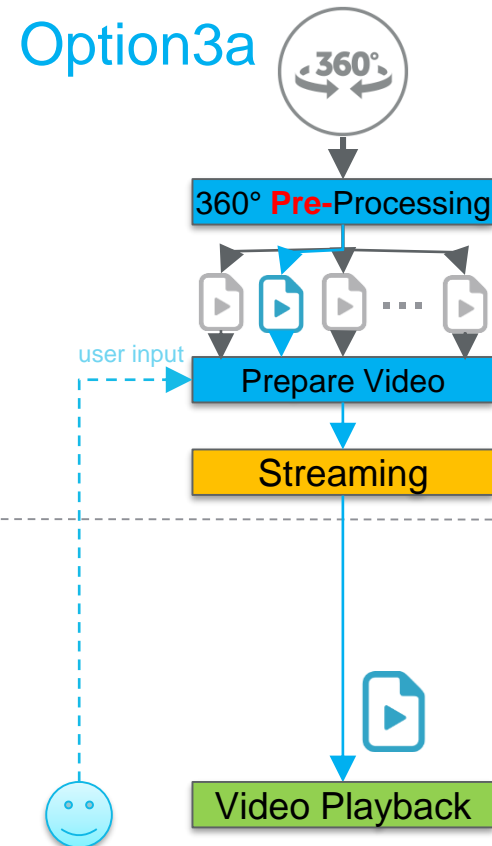 Option3a
360°
360° Pre-Processing
user input
Prepare Video
Streaming
Video Playback